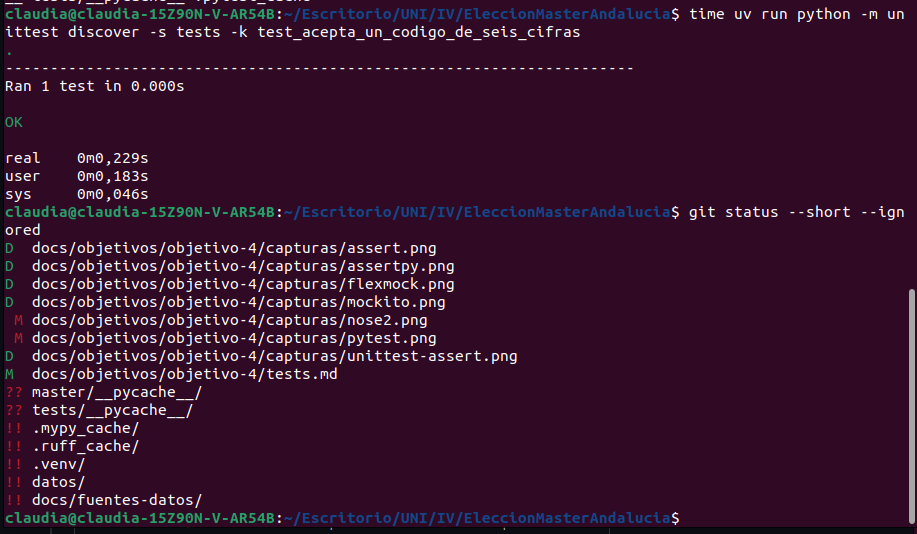 claudia@claudia-15Z90N-V-AR54B:~/Escritorio/UNI/IV/EleccionMasterAndalucia$ time uv run python -m un
ittest discover -s tests -k test_acepta_un_codigo_de_seis_cifras
.
----------------------------------------------------------------------
Ran 1 test in 0.000s
OK
real    0m0,229s
user    0m0,183s
sys     0m0,046s
claudia@claudia-15Z90N-V-AR54B:~/Escritorio/UNI/IV/EleccionMasterAndalucia$ git status --short --ign
ored
D  docs/objetivos/objetivo-4/capturas/assert.png
D  docs/objetivos/objetivo-4/capturas/assertpy.png
D  docs/objetivos/objetivo-4/capturas/flexmock.png
D  docs/objetivos/objetivo-4/capturas/mockito.png
 M docs/objetivos/objetivo-4/capturas/nose2.png
 M docs/objetivos/objetivo-4/capturas/pytest.png
D  docs/objetivos/objetivo-4/capturas/unittest-assert.png
M  docs/objetivos/objetivo-4/tests.md
?? master/__pycache__/
?? tests/__pycache__/
!! .mypy_cache/
!! .ruff_cache/
!! .venv/
!! datos/
!! docs/fuentes-datos/
claudia@claudia-15Z90N-V-AR54B:~/Escritorio/UNI/IV/EleccionMasterAndalucia$